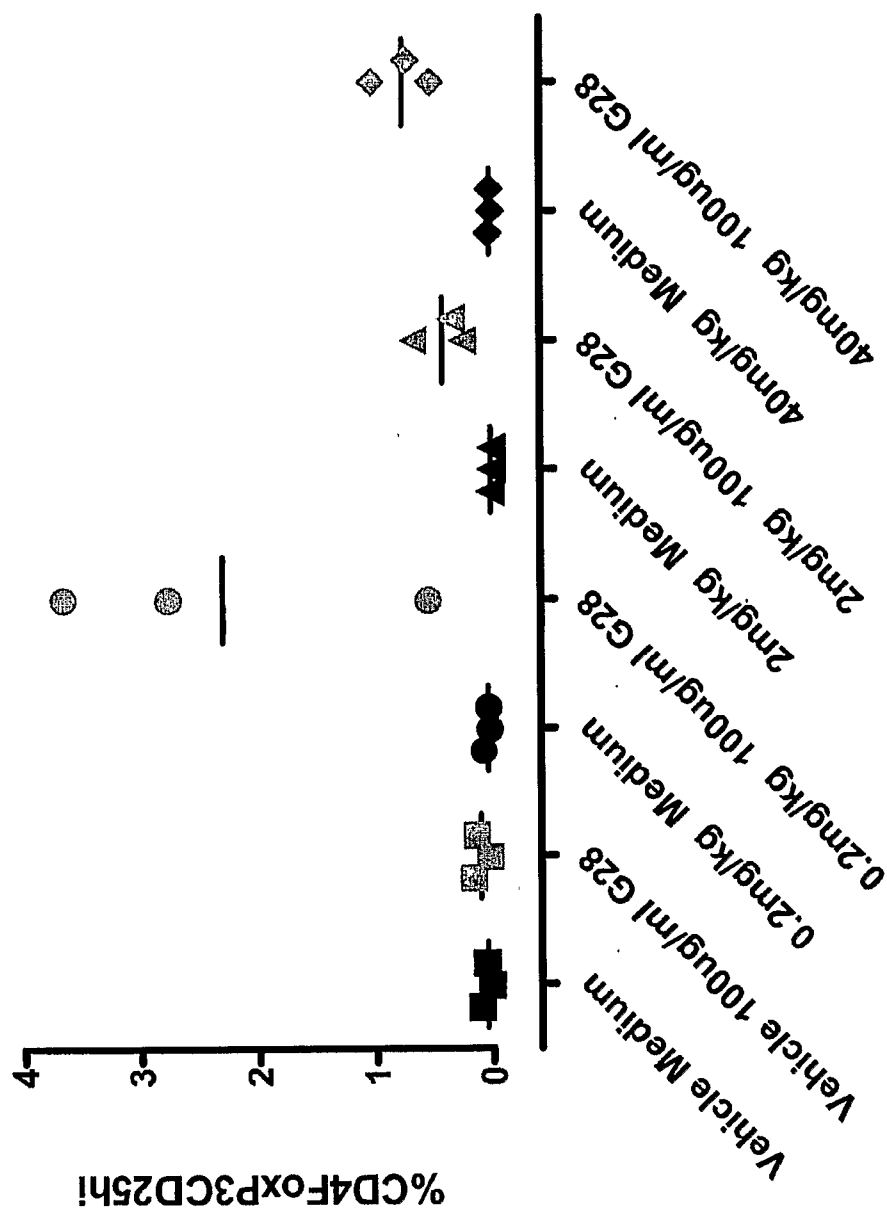 %CD4FoxP3CD25hi
4
3
2
1
0
Vehicle Medium
Vehicle 100ug/ml G28
0.2mg/kg Medium
0.2mg/kg 100ug/ml G28
2mg/kg Medium
2mg/kg 100ug/ml G28
40mg/kg Medium
40mg/kg 100ug/ml G28